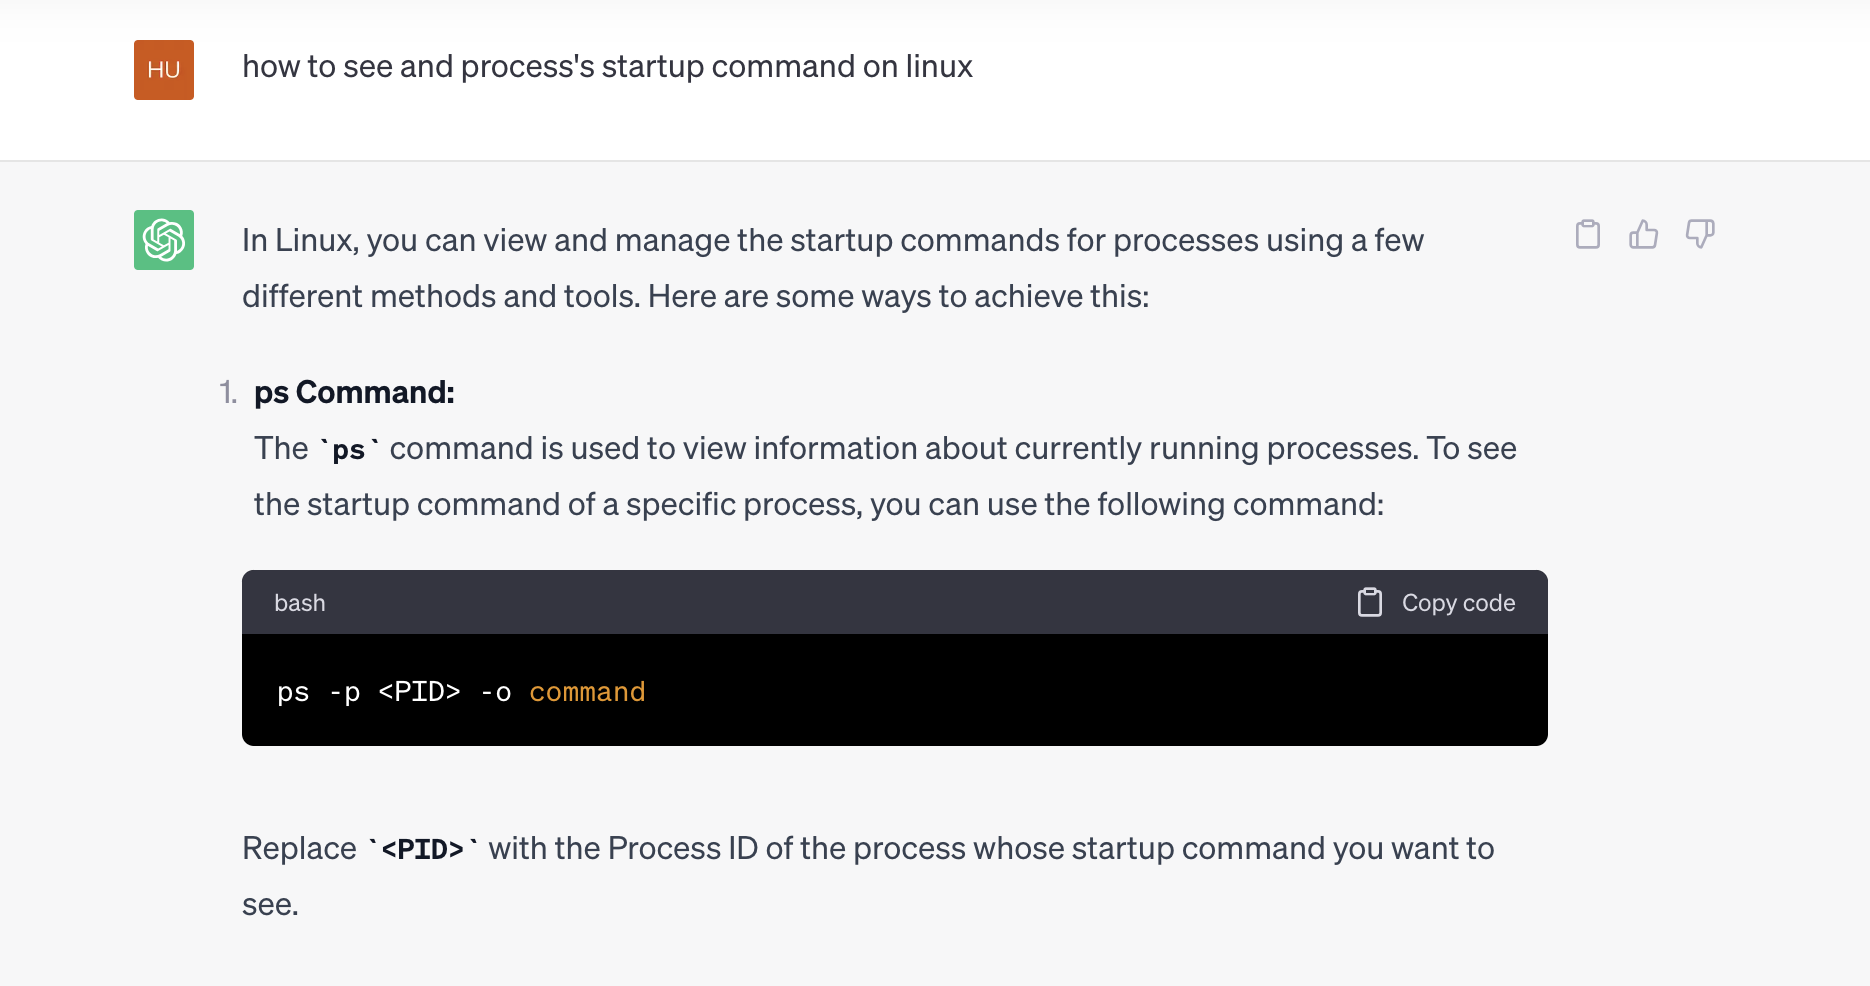 HU
how to see and process's startup command on linux
In Linux, you can view and manage the startup commands for processes using a few
different methods and tools. Here are some ways to achieve this:
1. ps Command:
The `ps` command is used to view information about currently running processes. To see
the startup command of a specific process, you can use the following command:
bash
Copy code
ps -p <PID> -o command
Replace `<PID>` with the Process ID of the process whose startup command you want to
see.